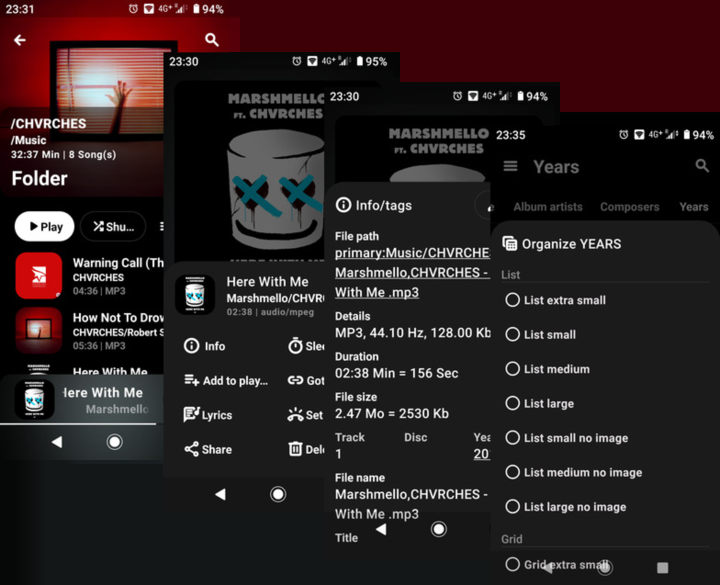 23:31
4G+
94%
/CHVRCHES
/Music
32:37 Min | 8 Song(s)
Folder
Play
Shu...
Warning Call (Th
CHVRCHES
04:36 | MP3
How Not To Dro
CHVRCHES/Robert S
05:36 | MP3
Here With Me
Here With Me
Marshmello
23:30
4G+
95%
MARSHMELLO
FT. CHVRCHES
Here With Me
Marshmello/CHVR
02:38 | audio/mpeg
Info
Slee
Add to play...
Got
Lyrics
Set
Share
Dele
23:30
4G+
94%
MARSHMELLO
FT. CHVRCHES
Info/tags
File path
primary:Music/CHVRCHE
Marshmello,CHVRCHES -
With Me .mp3
Details
MP3, 44.10 Hz, 128.00 Kb
Duration
02:38 Min = 156 Sec
File size
2.47 Mo = 2530 Kb
Track Disc Yea
1 20
File name
Marshmello,CHVRCHES -
With Me .mp3
Title
23:35
4G+
94%
Years
Album artists Composers Years
Organize YEARS
List
List extra small
List small
List medium
List large
List small no image
List medium no image
List large no image
Grid
Grid extra small